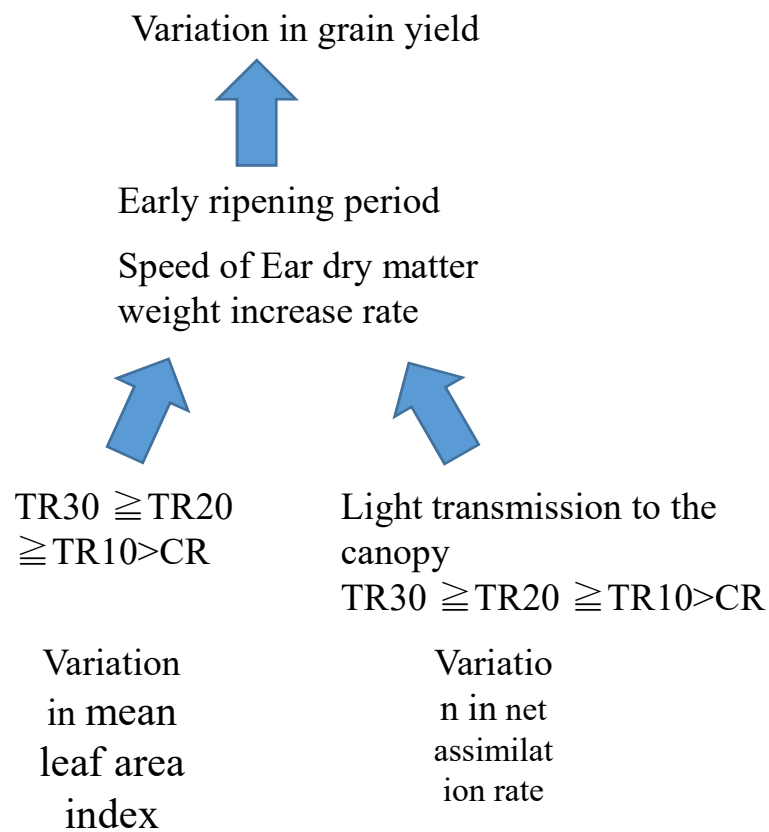 Variation in grain yield
Early ripening period
Speed of Ear dry matter
weight increase rate
TR30 ≧TR20
≧TR10>CR
Light transmission to the
canopy
TR30 ≧TR20 ≧TR10>CR
Variation
in mean
leaf area
index
Variatio
n in net
assimilat
ion rate